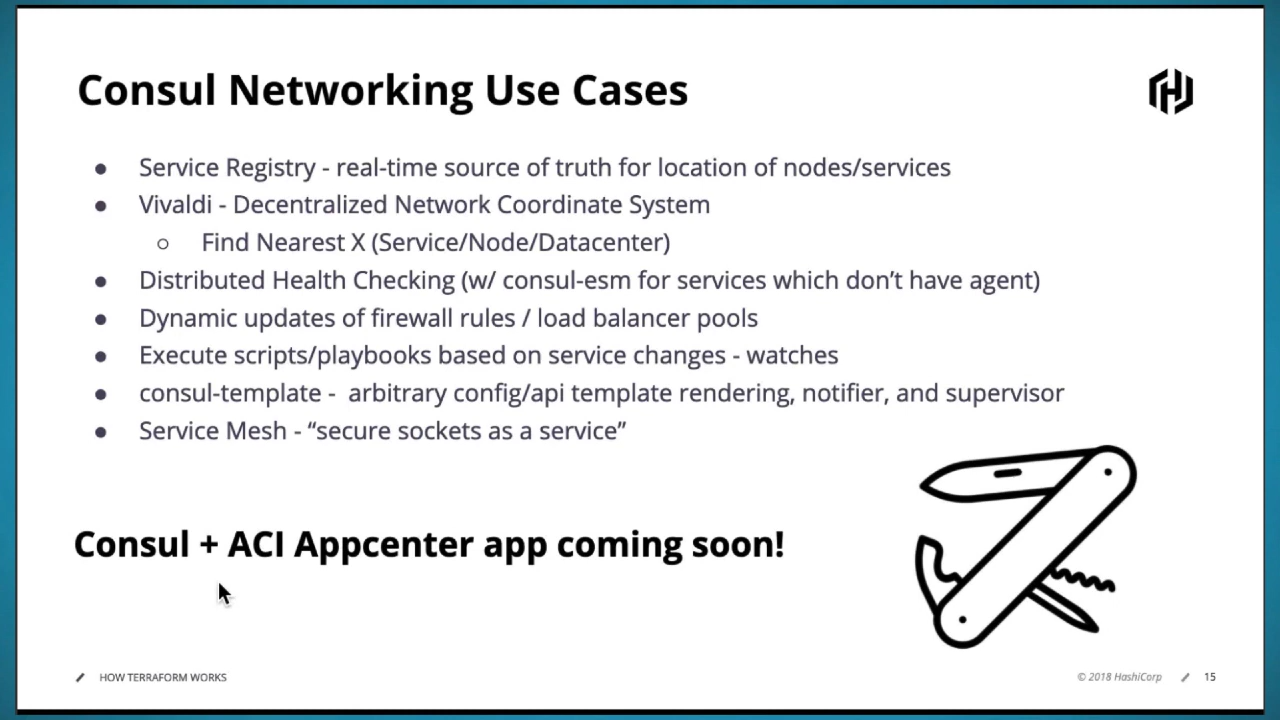 Consul Networking Use Cases
● Service Registry - real-time source of truth for location of nodes/services
● Vivaldi - Decentralized Network Coordinate System
○ Find Nearest X (Service/Node/Datacenter)
● Distributed Health Checking (w/ consul-esm for services which don’t have agent)
● Dynamic updates of firewall rules / load balancer pools
● Execute scripts/playbooks based on service changes - watches
● consul-template - arbitrary config/api template rendering, notifier, and supervisor
● Service Mesh - “secure sockets as a service”
Consul + ACI Appcenter app coming soon!
HOW TERRAFORM WORKS
© 2018 HashiCorp
15